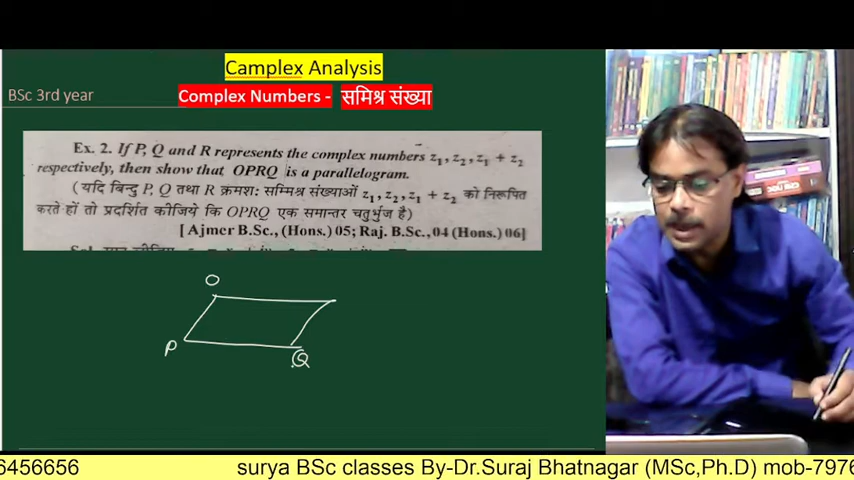 Camplex Analysis
BSc 3rd year
Complex Numbers - समिश्र संख्या
Ex. 2. If P, Q and R represents the complex numbers z₁, z₂, z₁ + z₂
respectively, then show that OPRQ is a parallelogram.
(यदि बिन्दु P, Q तथा R क्रमश: सम्मिश्र संख्याओं z₁, z₂, z₁ + z₂ को निरूपित
करते हों तो प्रदर्शित कीजिये कि OPRQ एक समान्तर चतुर्भुज है)
[ Ajmer B.Sc., (Hons.) 05; Raj. B.Sc., 04 (Hons.) 06]
O
P
Q
6456656 surya BSc classes By-Dr.Suraj Bhatnagar (MSc,Ph.D) mob-7976